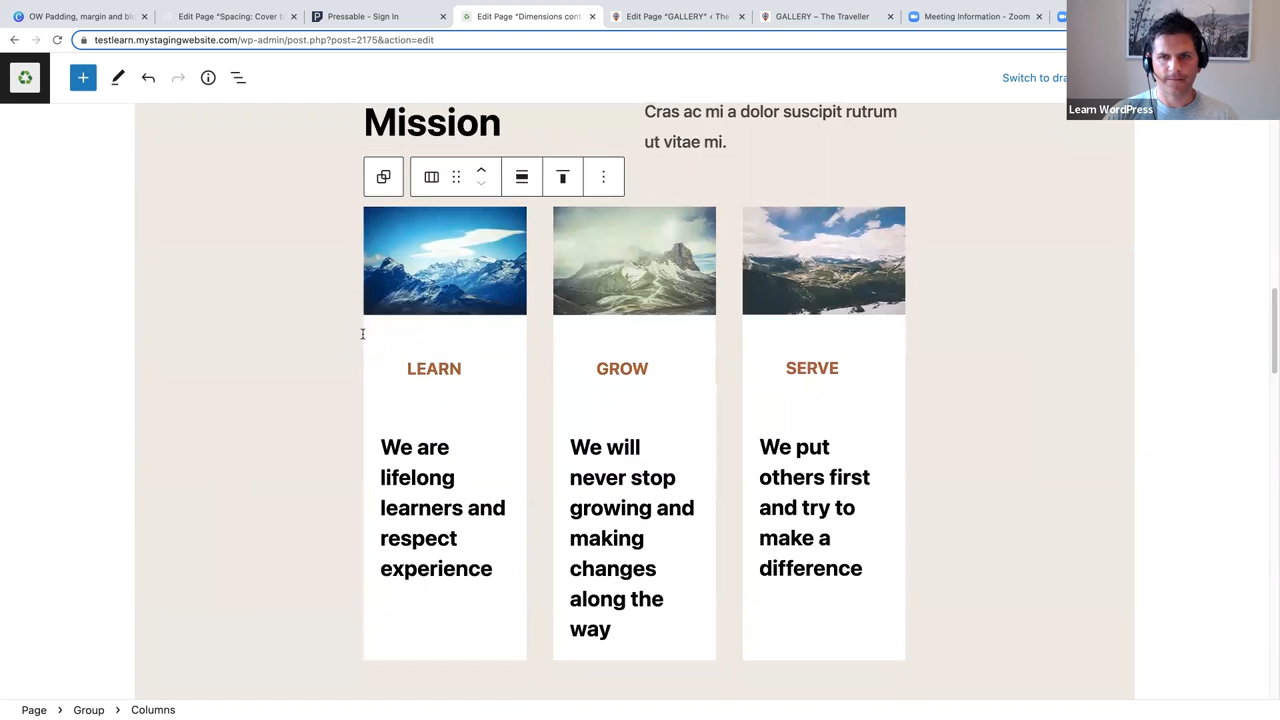 OW Padding, margin and blo
Edit Page “Spacing: Cover b
Pressable - Sign In
Edit Page “Dimensions cont
Edit Page “GALLERY” ‹ The
GALLERY – The Traveller
Meeting Information - Zoom
testlearn.mystagingwebsite.com/wp-admin/post.php?post=2175&action=edit
Switch to dra
Learn WordPress
Mission
Cras ac mi a dolor suscipit rutrum
ut vitae mi.
LEARN
We are
lifelong
learners and
respect
experience
GROW
We will
never stop
growing and
making
changes
along the
way
SERVE
We put
others first
and try to
make a
difference
Page > Group > Columns